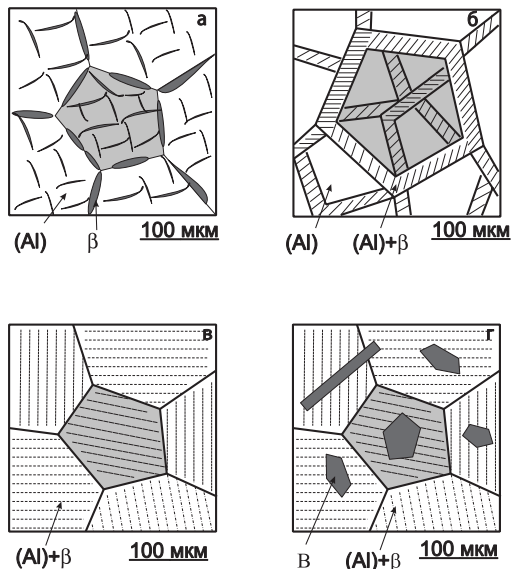 а
(Al)
β
100 мкм
б
(Al)
(Al)+β
100 мкм
в
(Al)+β
100 мкм
г
В
(Al)+β
100 мкм